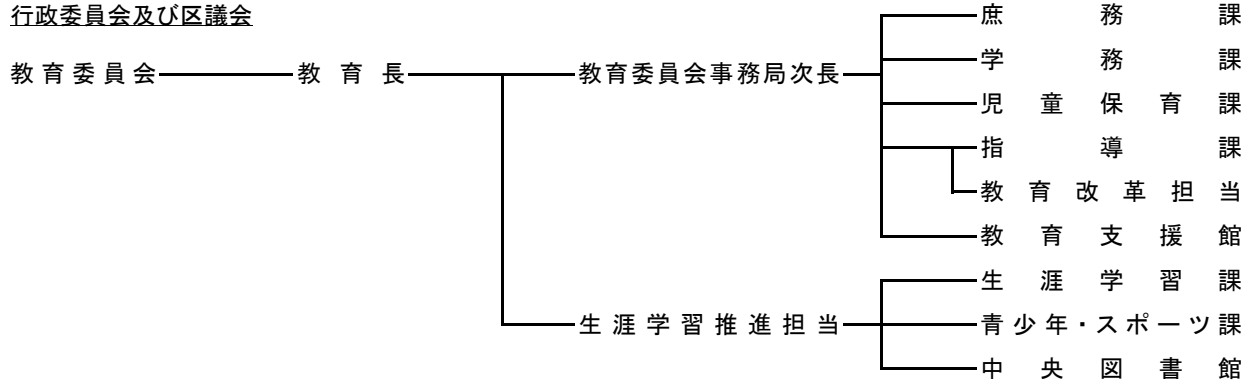 行政委員会及び区議会
庶務課
教育委員会 教育長 教育委員会事務局次長 学務課
児童保育課
指導課
教育改革担当
教育支援館
生涯学習課
生涯学習推進担当 青少年・スポーツ課
中央図書館